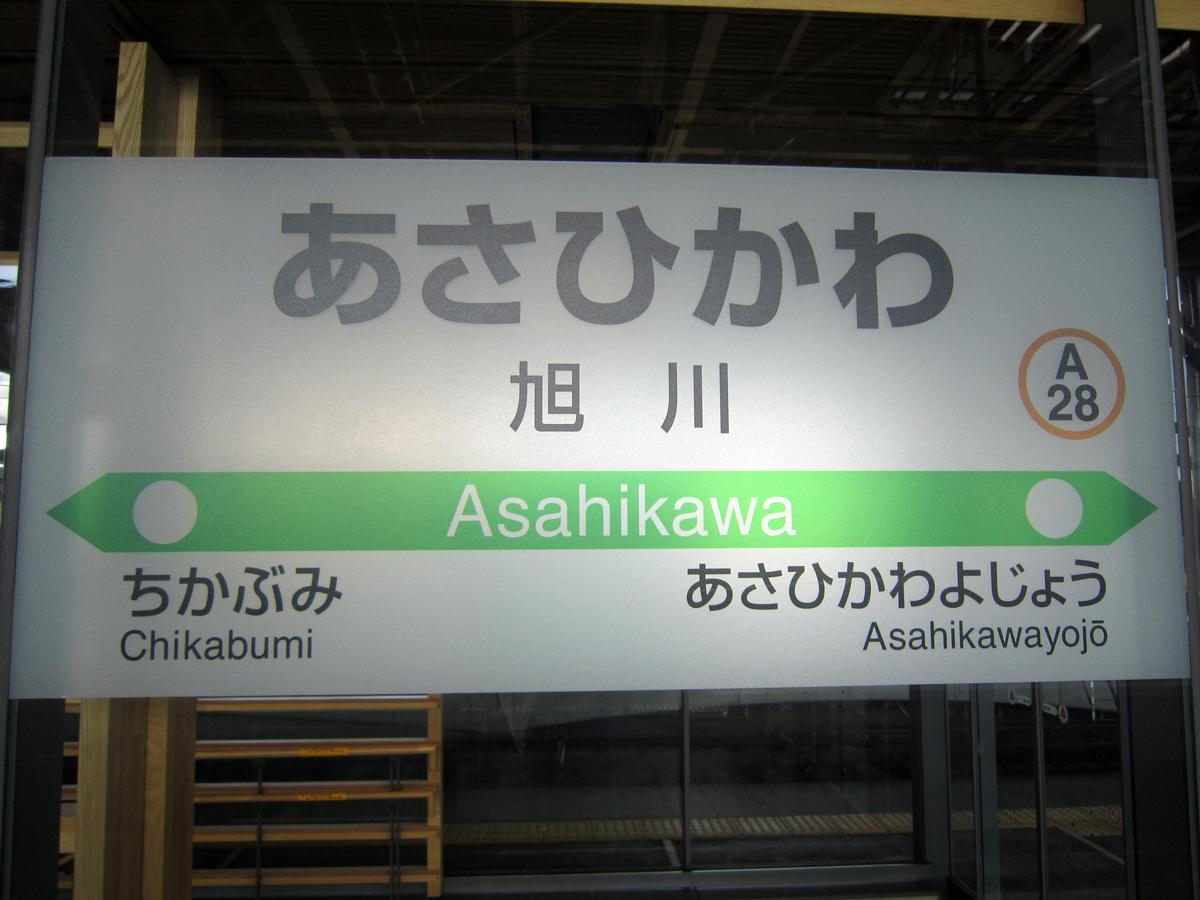 あさひかわ
旭川
A
28
Asahikawa
ちかぶみ
Chikabumi
あさひかわよじょう
Asahikawayojō